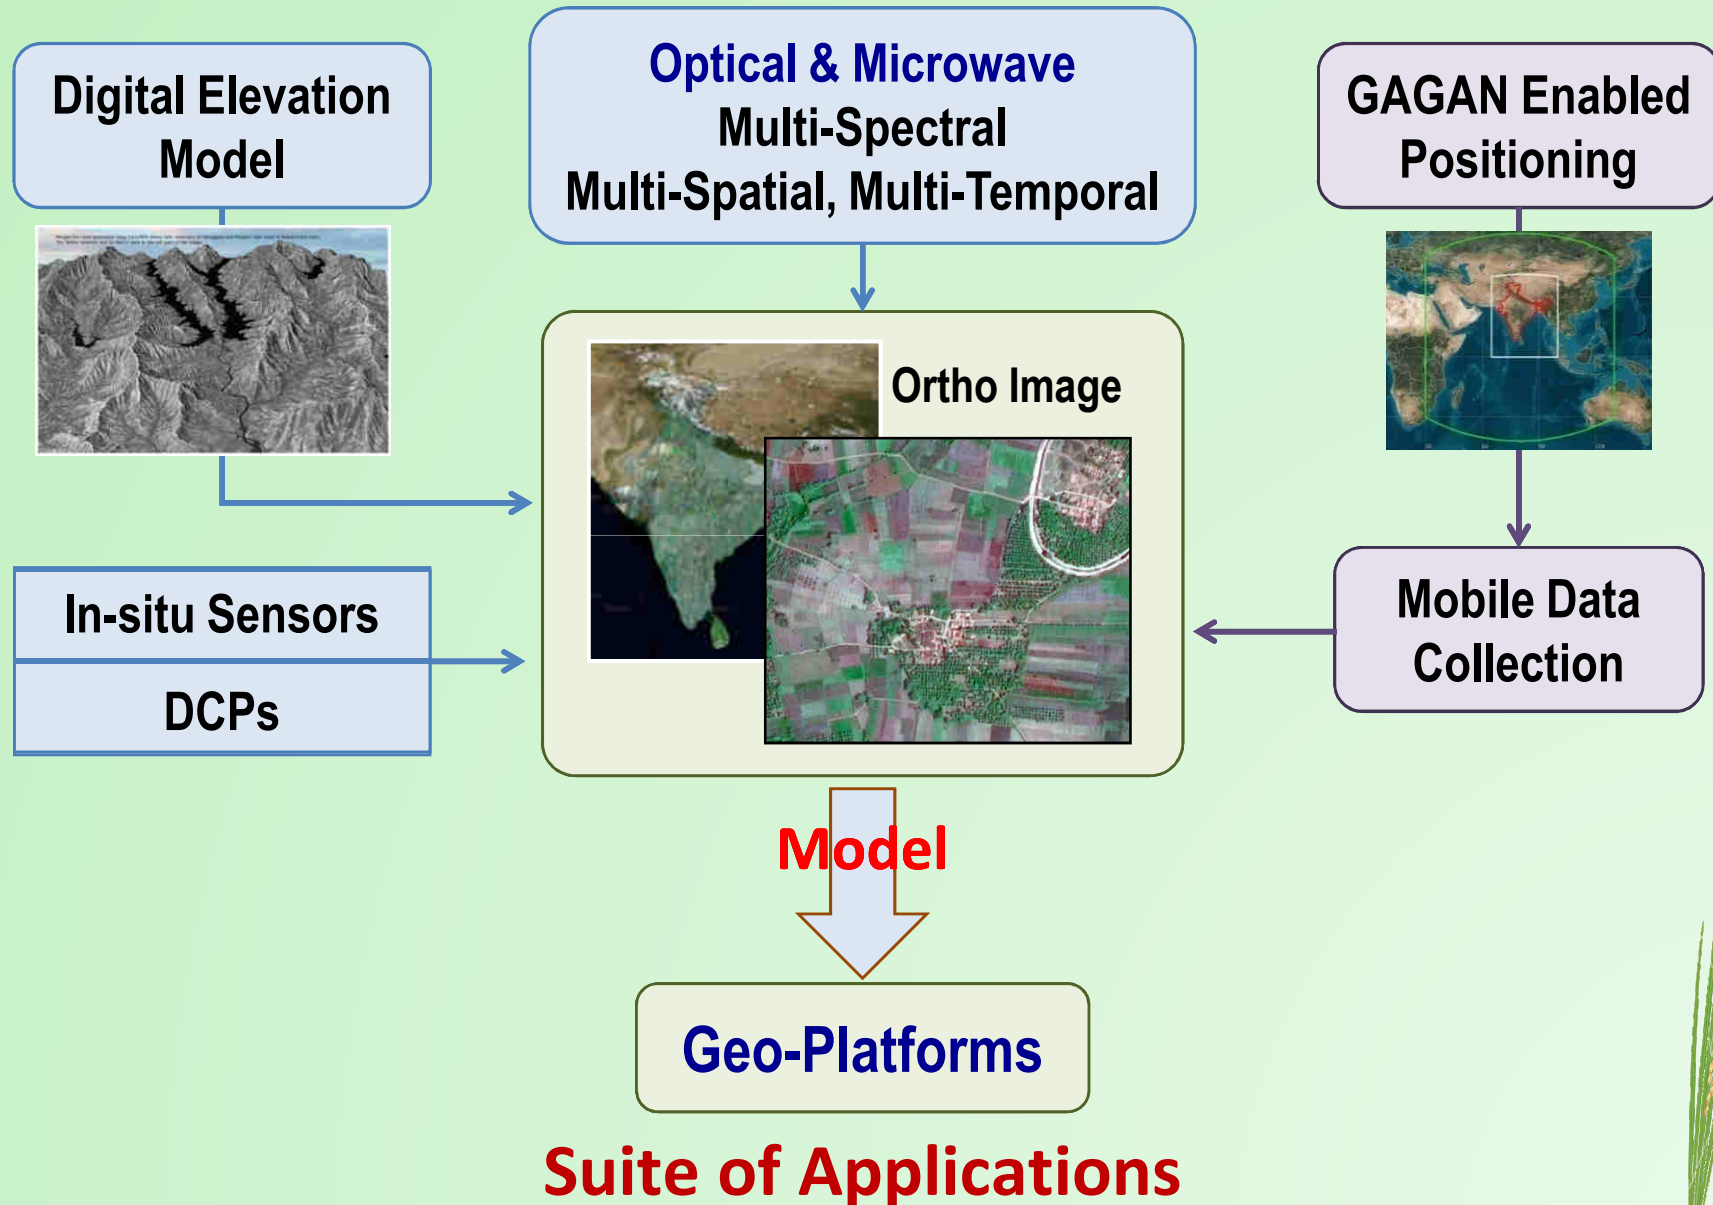 Digital Elevation
Model
Optical & Microwave
Multi-Spectral
Multi-Spatial, Multi-Temporal
GAGAN Enabled
Positioning
Ortho Image
In-situ Sensors
DCPs
Mobile Data
Collection
Model
Geo-Platforms
Suite of Applications